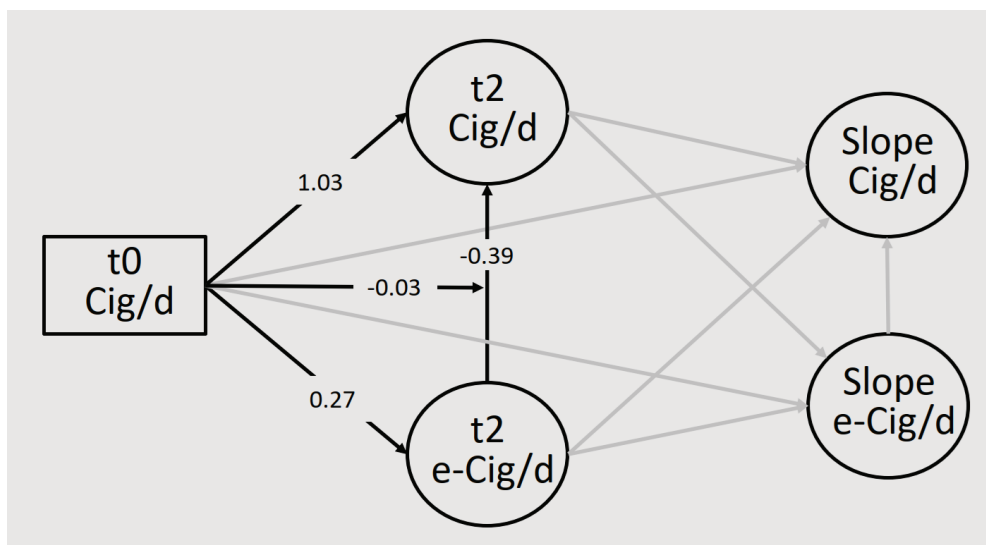 t2
Cig/d
Slope
Cig/d
1.03
t0
Cig/d
-0.39
-0.03
0.27
Slope
e-Cig/d
t2
e-Cig/d